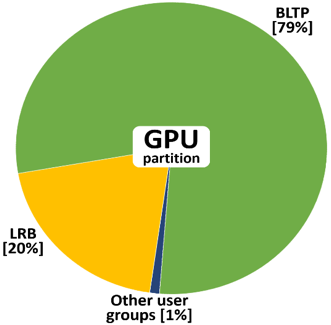 BLTP
[79%]
GPU
partition
LRB
[20%]
Other user
groups [1%]